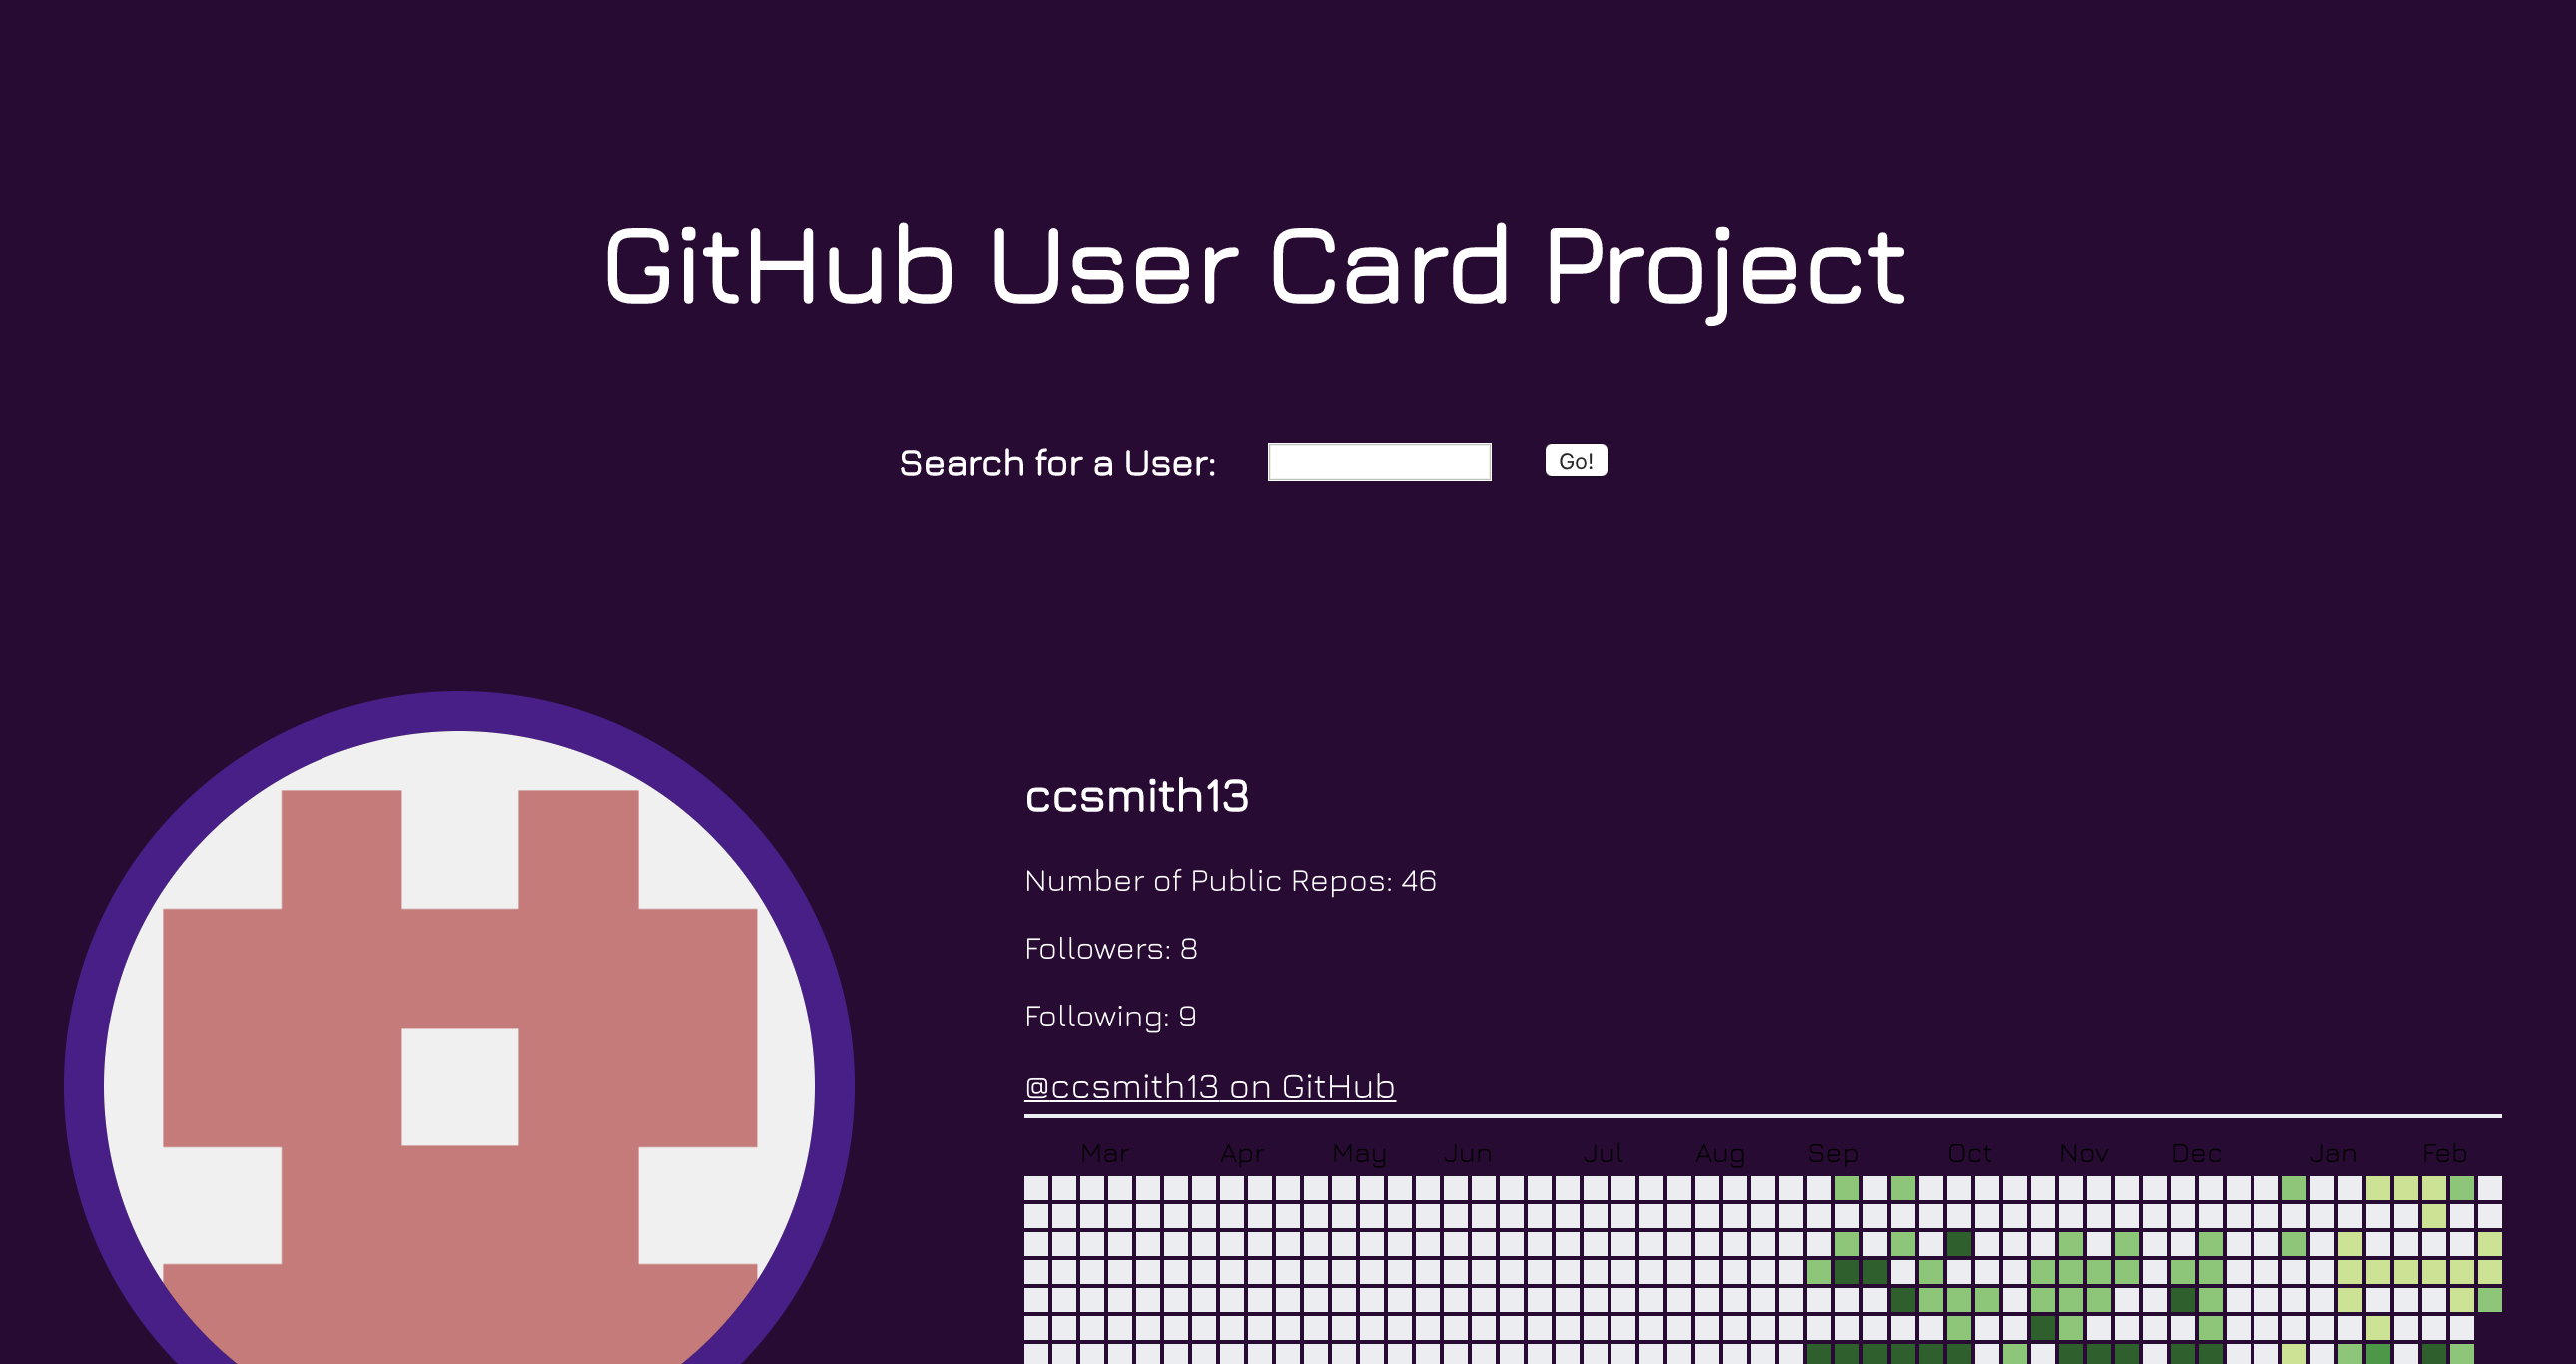 GitHub User Card Project
Search for a User:
Go!
ccsmith13
Number of Public Repos: 46
Followers: 8
Following: 9
@ccsmith13 on GitHub
Mar Apr May Jun Jul Aug Sep Oct Nov Dec Jan Feb